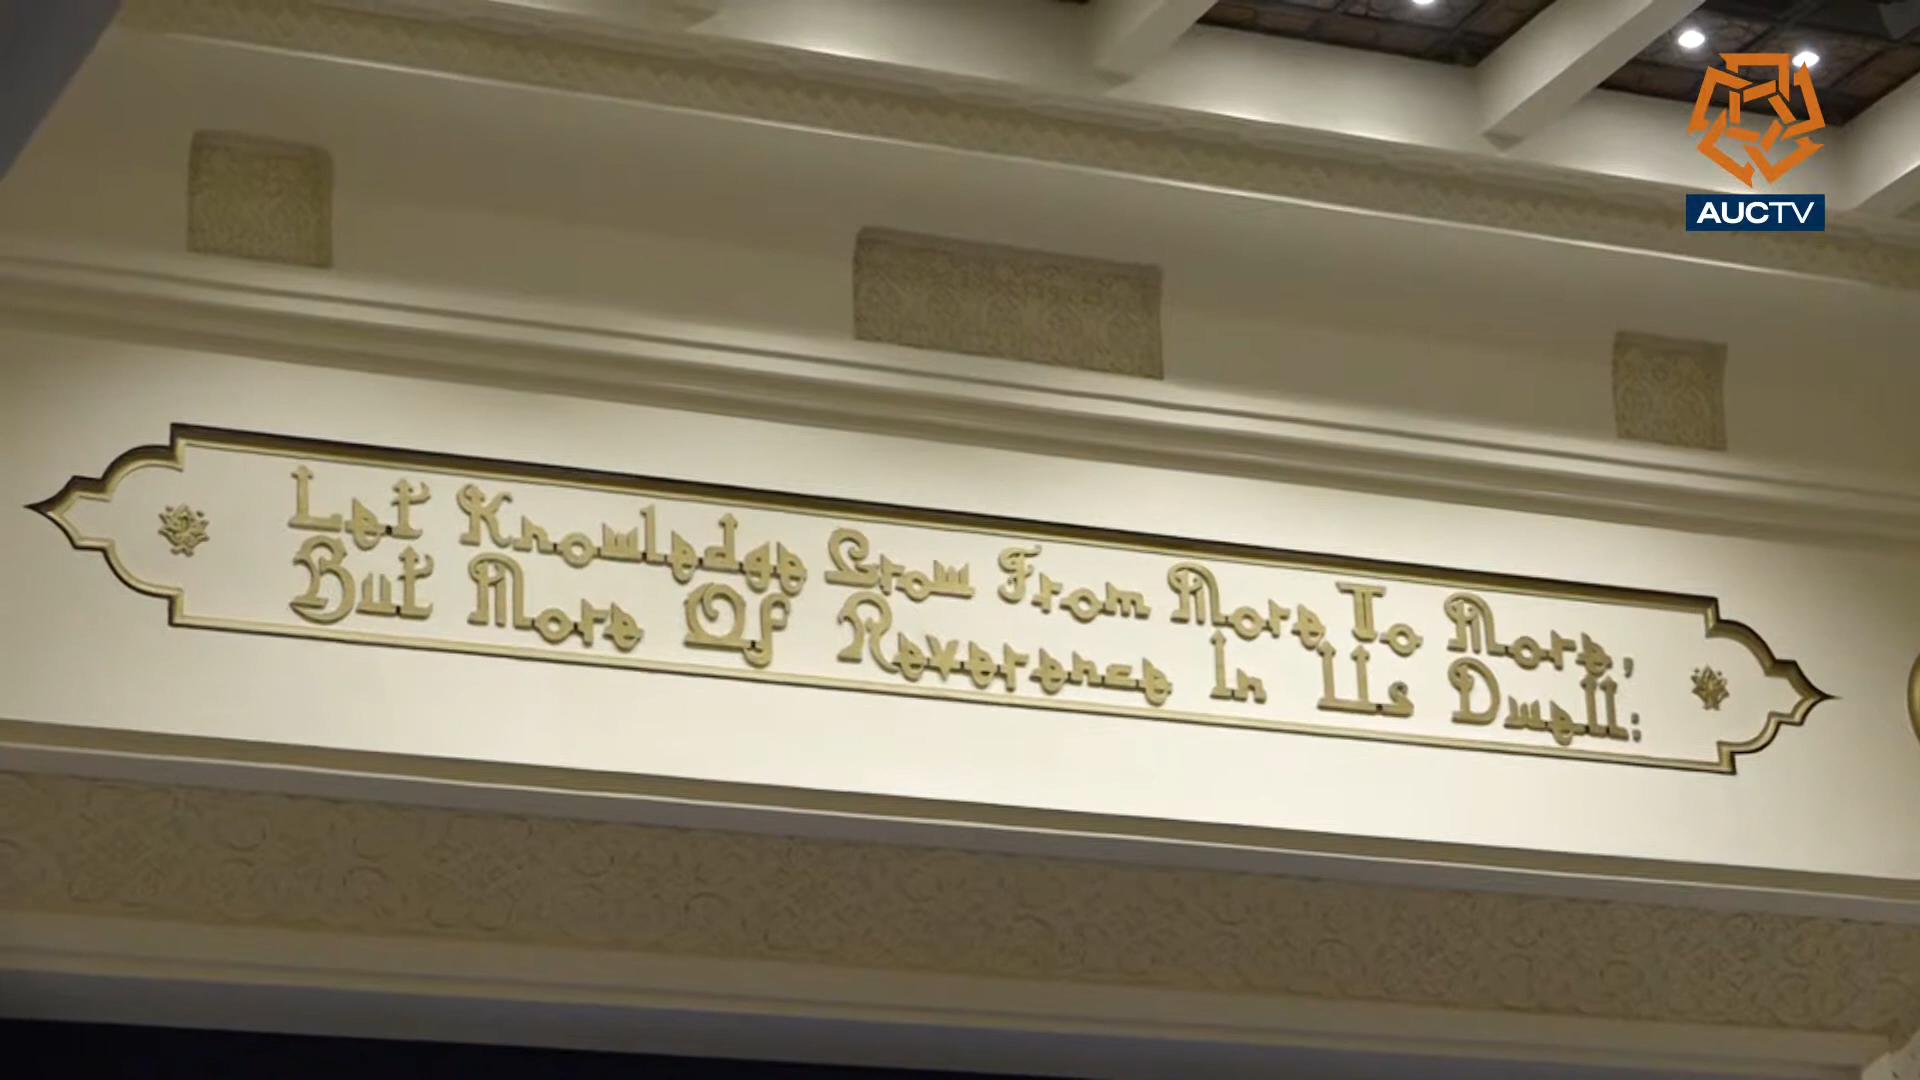 Let Knowledge Grow From More To More,
But More Of Reverence In Us Dwell:
AUCTV